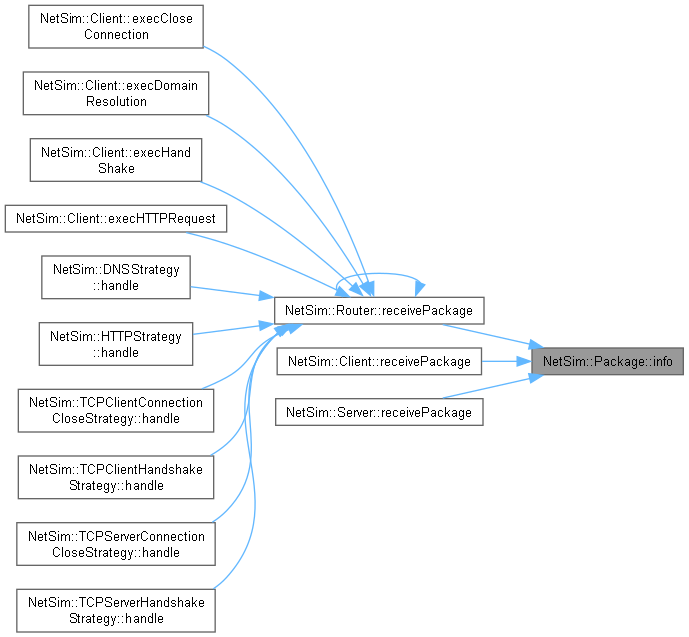 NetSim::Client::execClose
Connection
NetSim::Client::execDomain
Resolution
NetSim::Client::execHand
Shake
NetSim::Client::execHTTPRequest
NetSim::DNSStrategy
::handle
NetSim::HTTPStrategy
::handle
NetSim::TCPClientConnection
CloseStrategy::handle
NetSim::TCPClientHandshake
Strategy::handle
NetSim::TCPServerConnection
CloseStrategy::handle
NetSim::TCPServerHandshake
Strategy::handle
NetSim::Router::receivePackage
NetSim::Client::receivePackage
NetSim::Server::receivePackage
NetSim::Package::info